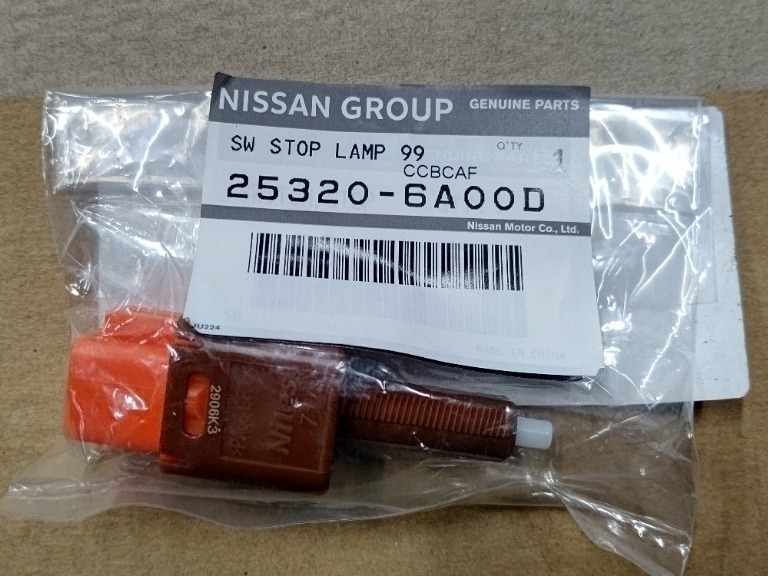 NISSAN GROUP GENUINE PARTS
SW STOP LAMP 99 Q'TY 1
CCBCAF
25320-6A00D
Nissan Motor Co., Ltd.
2906K3